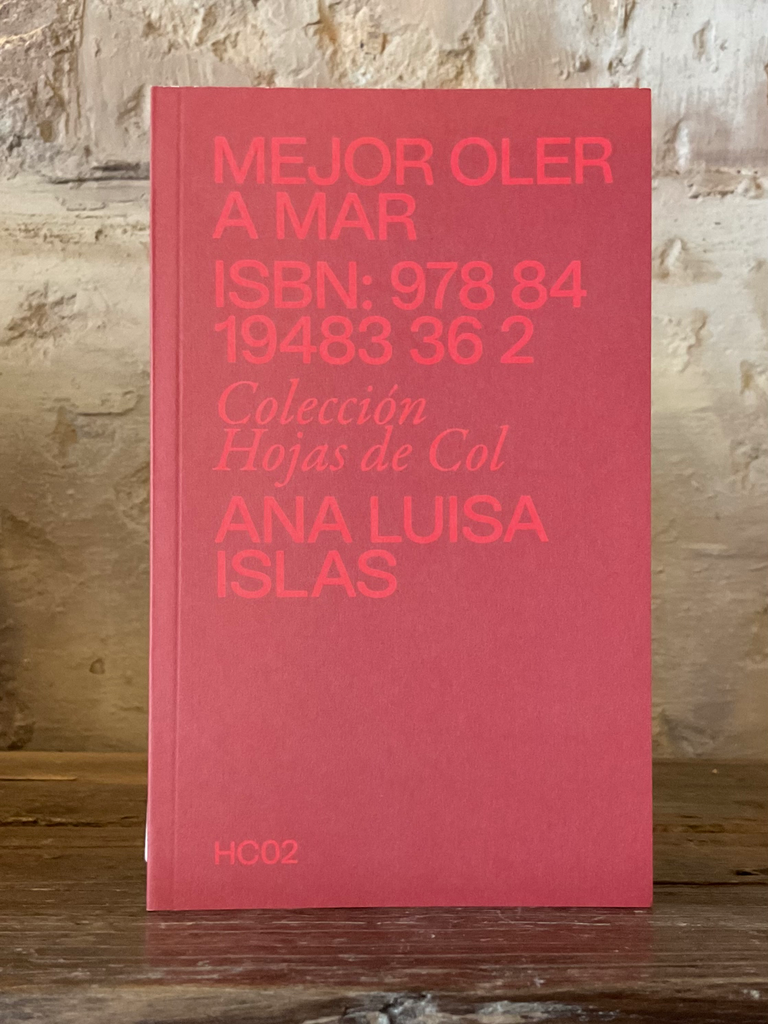 MEJOR OLER
A MAR
ISBN: 978 84
19483 36 2
Colección
Hojas de Col
ANA LUISA
ISLAS
HC02